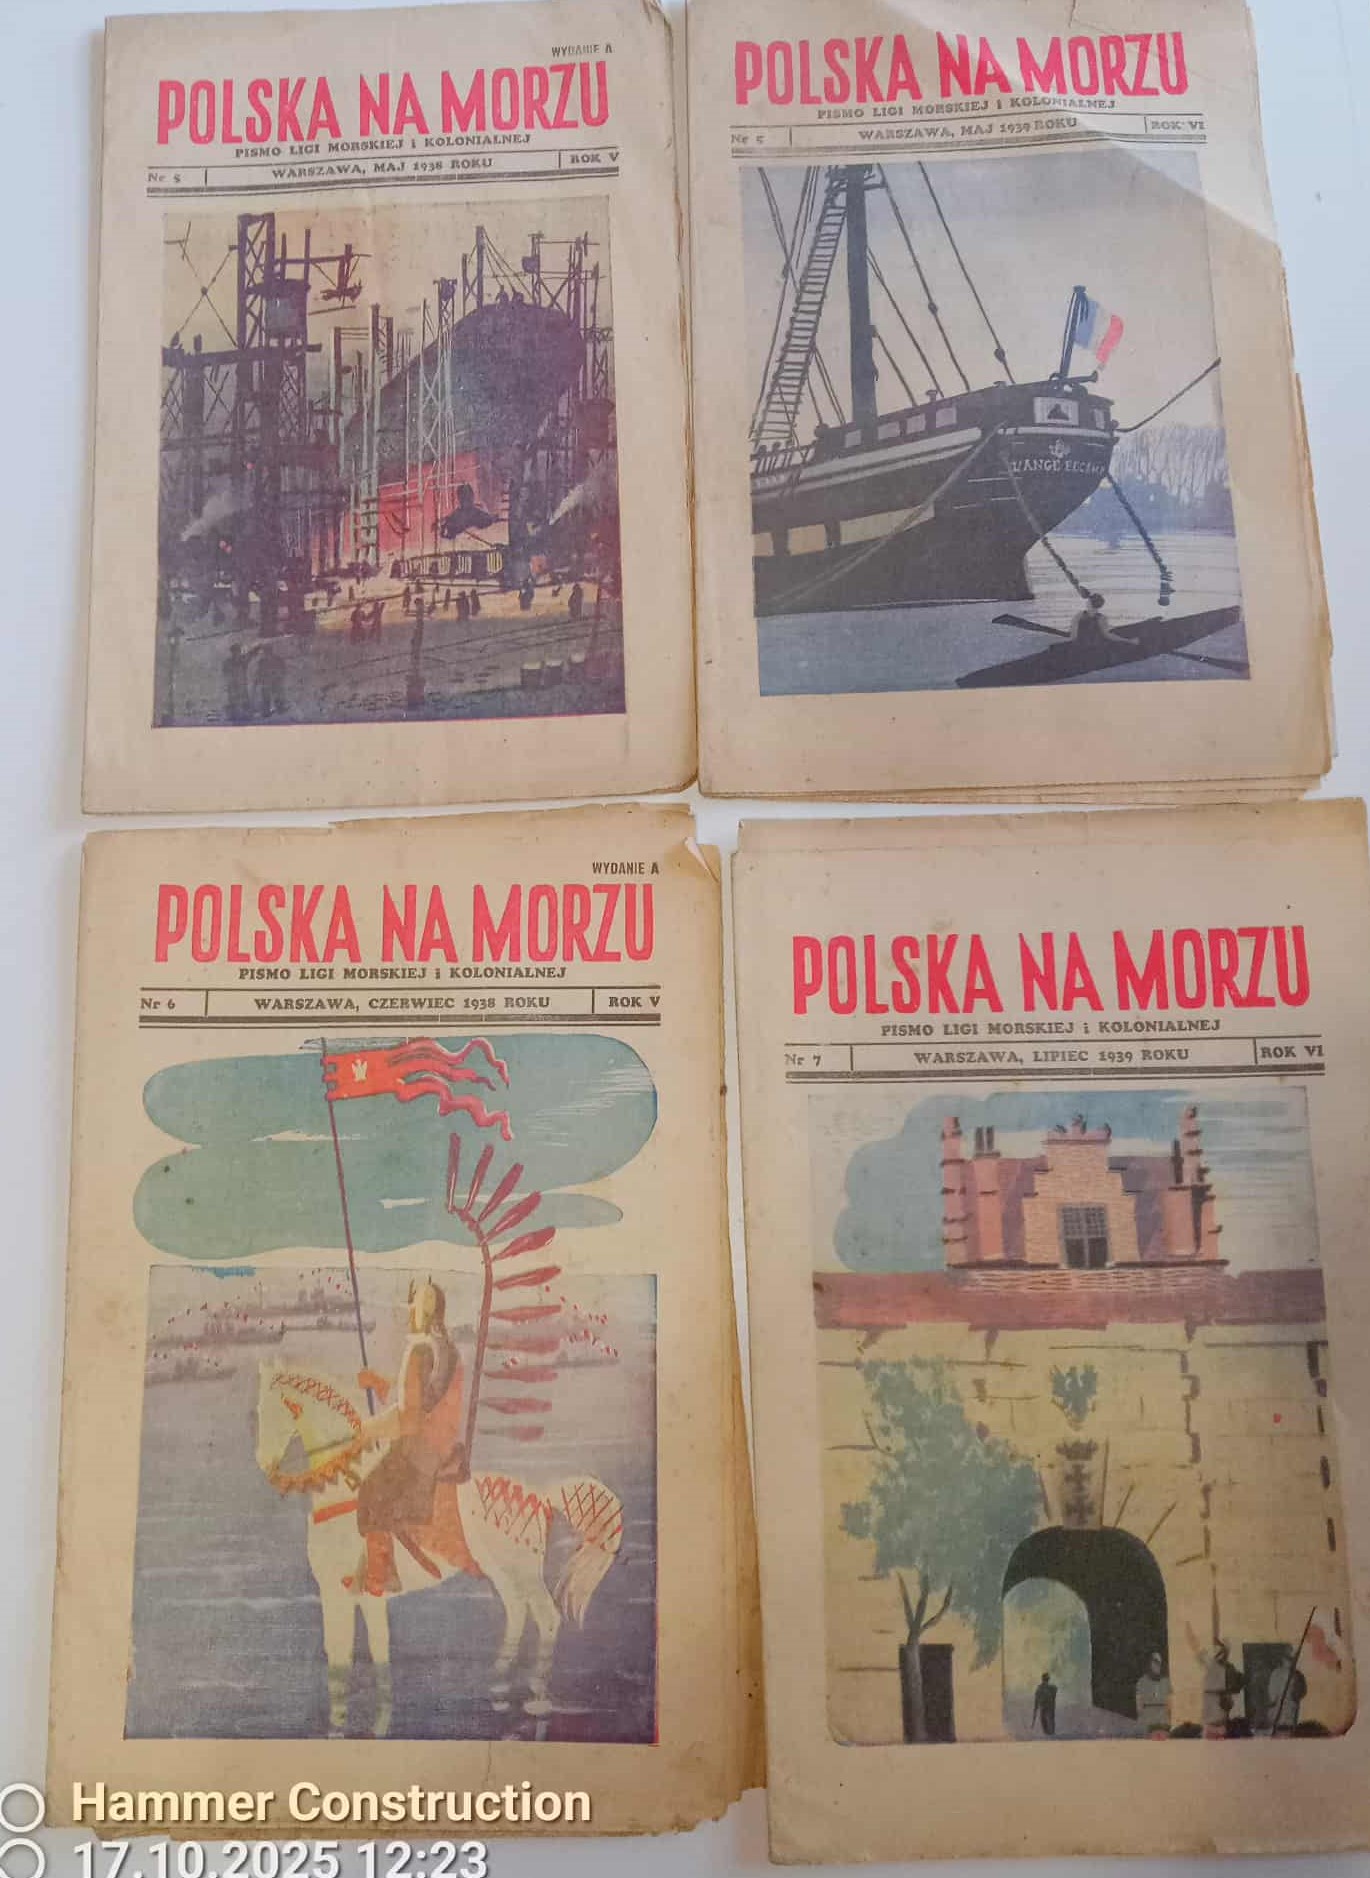 WYDANIE A
POLSKA NA MORZU
PISMO LIGI MORSKIEJ i KOLONIALNEJ
Nr 5 WARSZAWA, MAJ 1938 ROKU ROK V
POLSKA NA MORZU
PISMO LIGI MORSKIEJ i KOLONIALNEJ
Nr 5 WARSZAWA, MAJ 1939 ROKU ROK VI
L'ANGE
WYDANIE A
POLSKA NA MORZU
PISMO LIGI MORSKIEJ i KOLONIALNEJ
Nr 6 WARSZAWA, CZERWIEC 1938 ROKU ROK V
POLSKA NA MORZU
PISMO LIGI MORSKIEJ i KOLONIALNEJ
Nr 7 WARSZAWA, LIPIEC 1939 ROKU ROK VI
Hammer Construction
17.10.2025 12:23